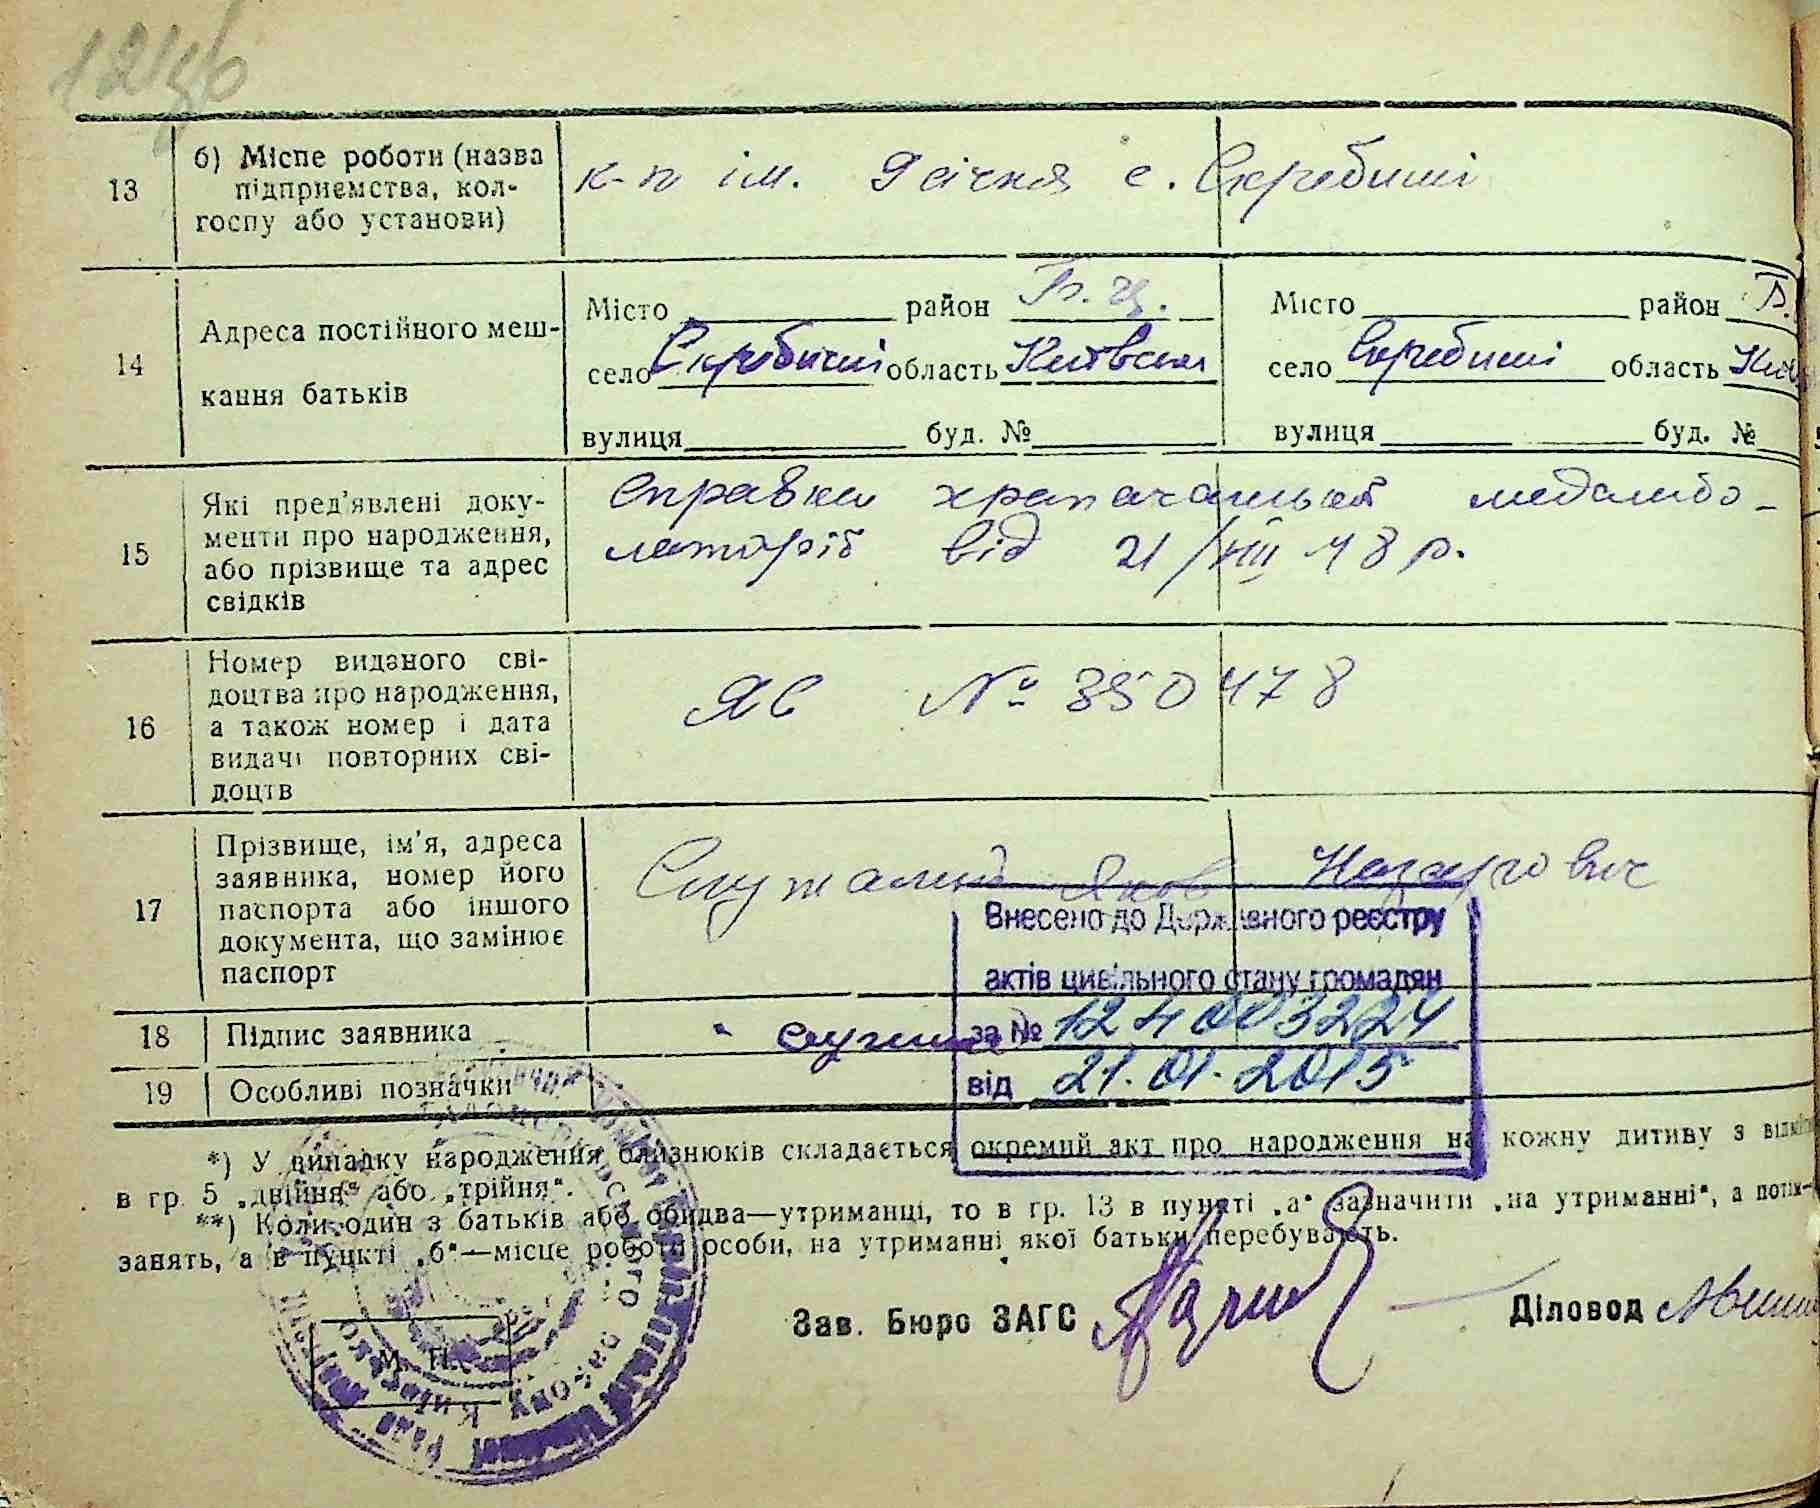 13
б) Місце роботи (назва
підприємства, кол-
госпу або установи)
к-п ім. 9 січня с. Скребиші
14
Адреса постійного меш-
кання батьків
Місто район Б. Ц.
село Скребиші область Київська
вулиця буд. №
Місто район Б.
село Скребиші область Киї
вулиця буд. №
15
Які пред'явлені доку-
менти про народження,
або прізвище та адрес
свідків
Справка медамбо-
латорії від 21/VIII 48 р.
16
Номер виданого сві-
доцтва про народження,
а також номер і дата
видачі повторних сві-
доцтв
ЯС № 350478
17
Прізвище, ім'я, адреса
заявника, номер його
паспорта або іншого
документа, що замінює
паспорт
Яков Назарович
Внесено до Державного реєстру
актів цивільного стану громадян
за № 124003224
від 21.01.2015
18
Підпис заявника
19
Особливі позначки
*) У випадку народження близнюків складається окремий акт про народження на кожну дитину з відміт
в гр. 5 „двійня" або „трійня".
**) Коли один з батьків або обидва—утриманці, то в гр. 13 в пункті „а" зазначити „на утриманні", а потім—
занять, а в пункті „б"—місце роботи особи, на утриманні якої батьки перебувають.
Зав. Бюро ЗАГС
Діловод
М. П.